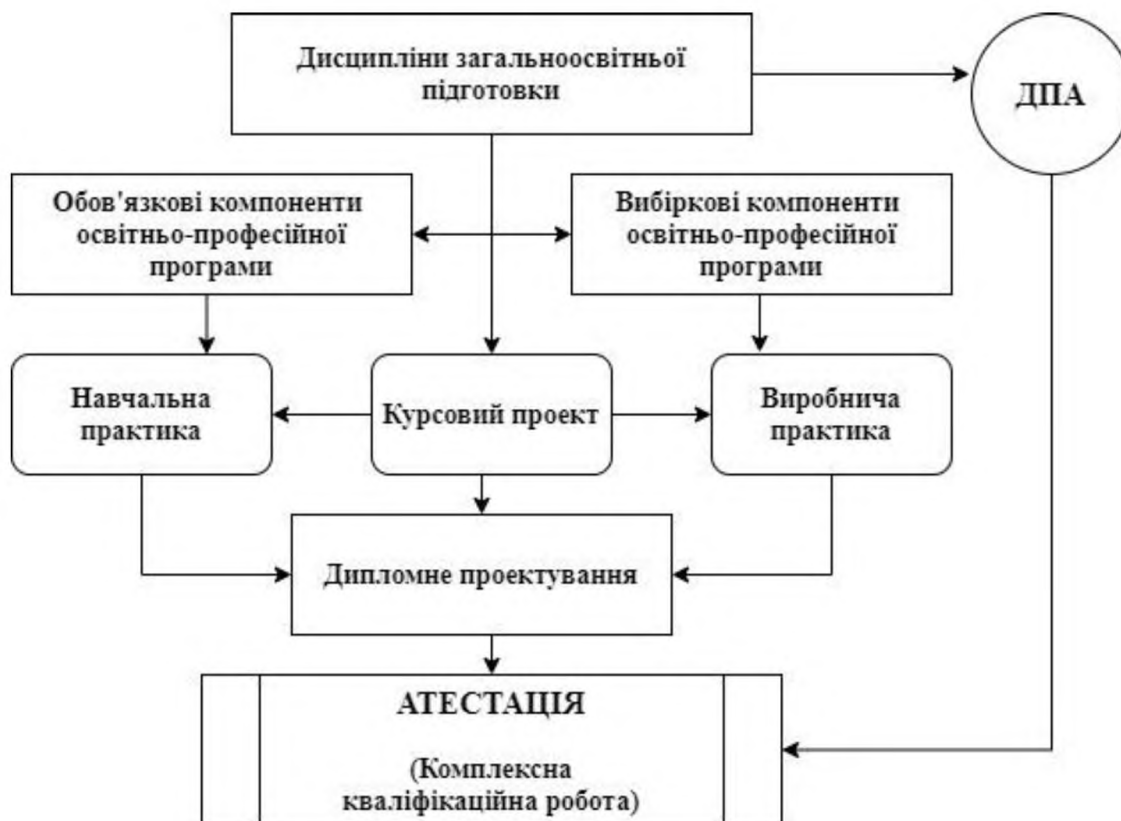 Дисципліни загальноосвітньої
підготовки
ДПА
Обов'язкові компоненти
освітньо-професійної
програми
Вибіркові компоненти
освітньо-професійної
програми
Навчальна
практика
Курсовий проект
Виробнича
практика
Дипломне проектування
АТЕСТАЦІЯ
(Комплексна
кваліфікаційна робота)